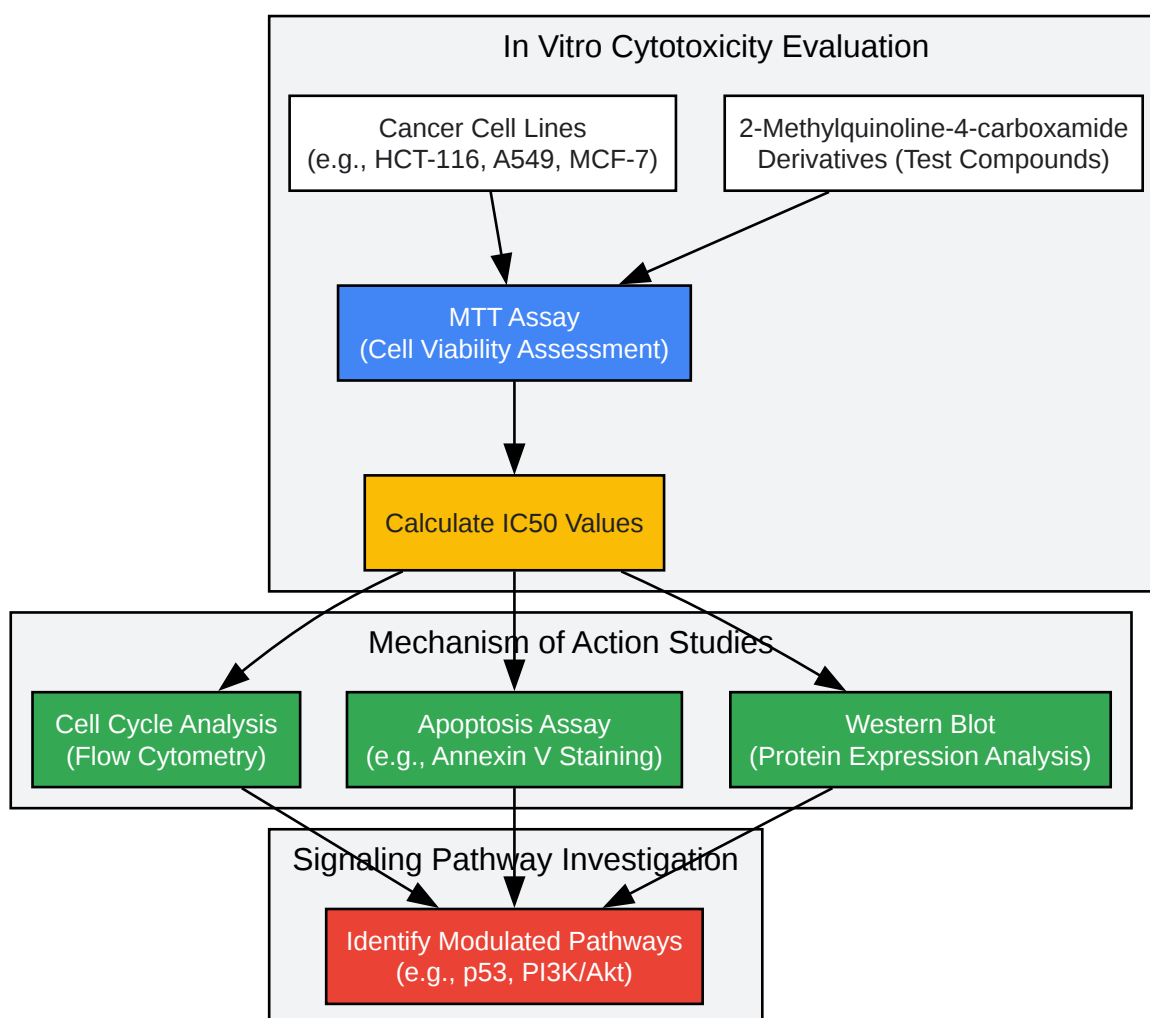 In Vitro Cytotoxicity Evaluation
Cancer Cell Lines
(e.g., HCT-116, A549, MCF-7)
2-Methylquinoline-4-carboxamide
Derivatives (Test Compounds)
MTT Assay
(Cell Viability Assessment)
Calculate IC50 Values
Mechanism of Action Studies
Cell Cycle Analysis
(Flow Cytometry)
Apoptosis Assay
(e.g., Annexin V Staining)
Western Blot
(Protein Expression Analysis)
Signaling Pathway Investigation
Identify Modulated Pathways
(e.g., p53, PI3K/Akt)